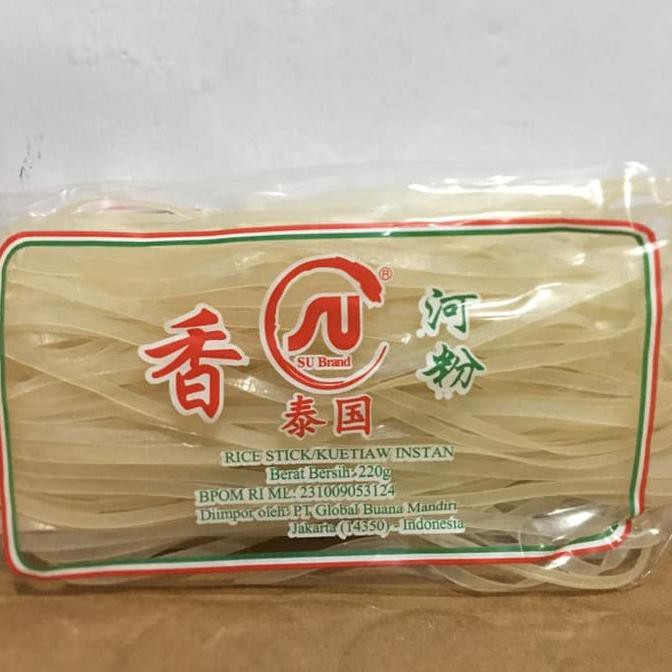 香
SU
®
SU Brand
泰国
河
粉
RICE STICK/KUETIAW INSTAN
Berat Bersih: 220g
BPOM RI ML: 231009053124
Diimpor oleh: PT Global Buana Mandiri
Jakarta (14350) - Indonesia